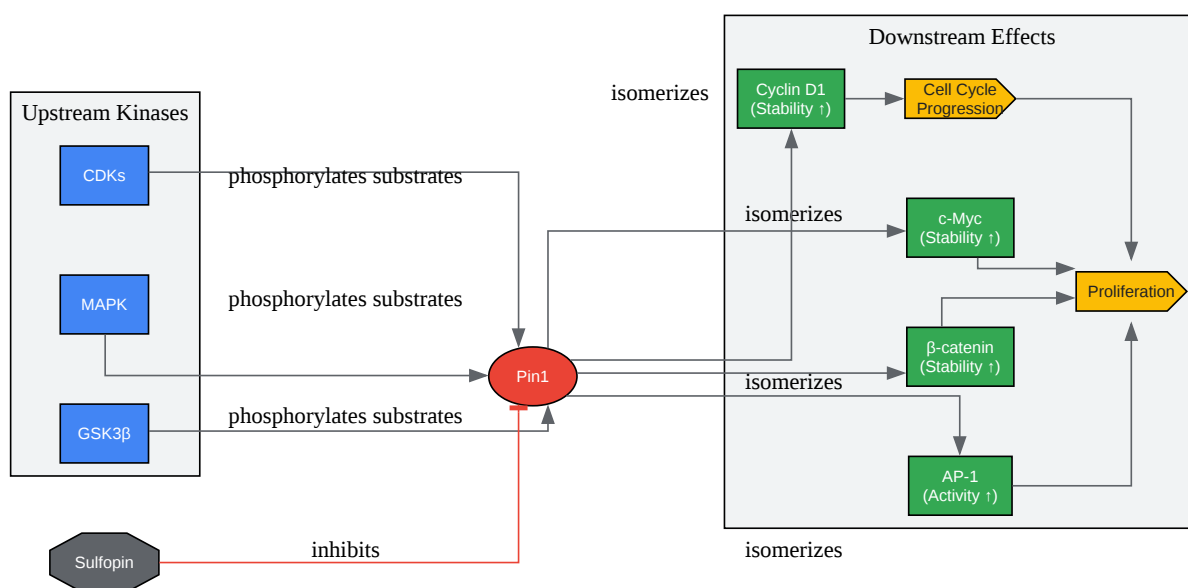 Downstream Effects
isomerizes
Cyclin D1
(Stability ↑)
Cell Cycle
Progression
Upstream Kinases
CDKs
phosphorylates substrates
isomerizes
c-Myc
(Stability ↑)
MAPK
phosphorylates substrates
Proliferation
Pin1
isomerizes
β-catenin
(Stability ↑)
GSK3β
phosphorylates substrates
AP-1
(Activity ↑)
Sulfopin
inhibits
isomerizes